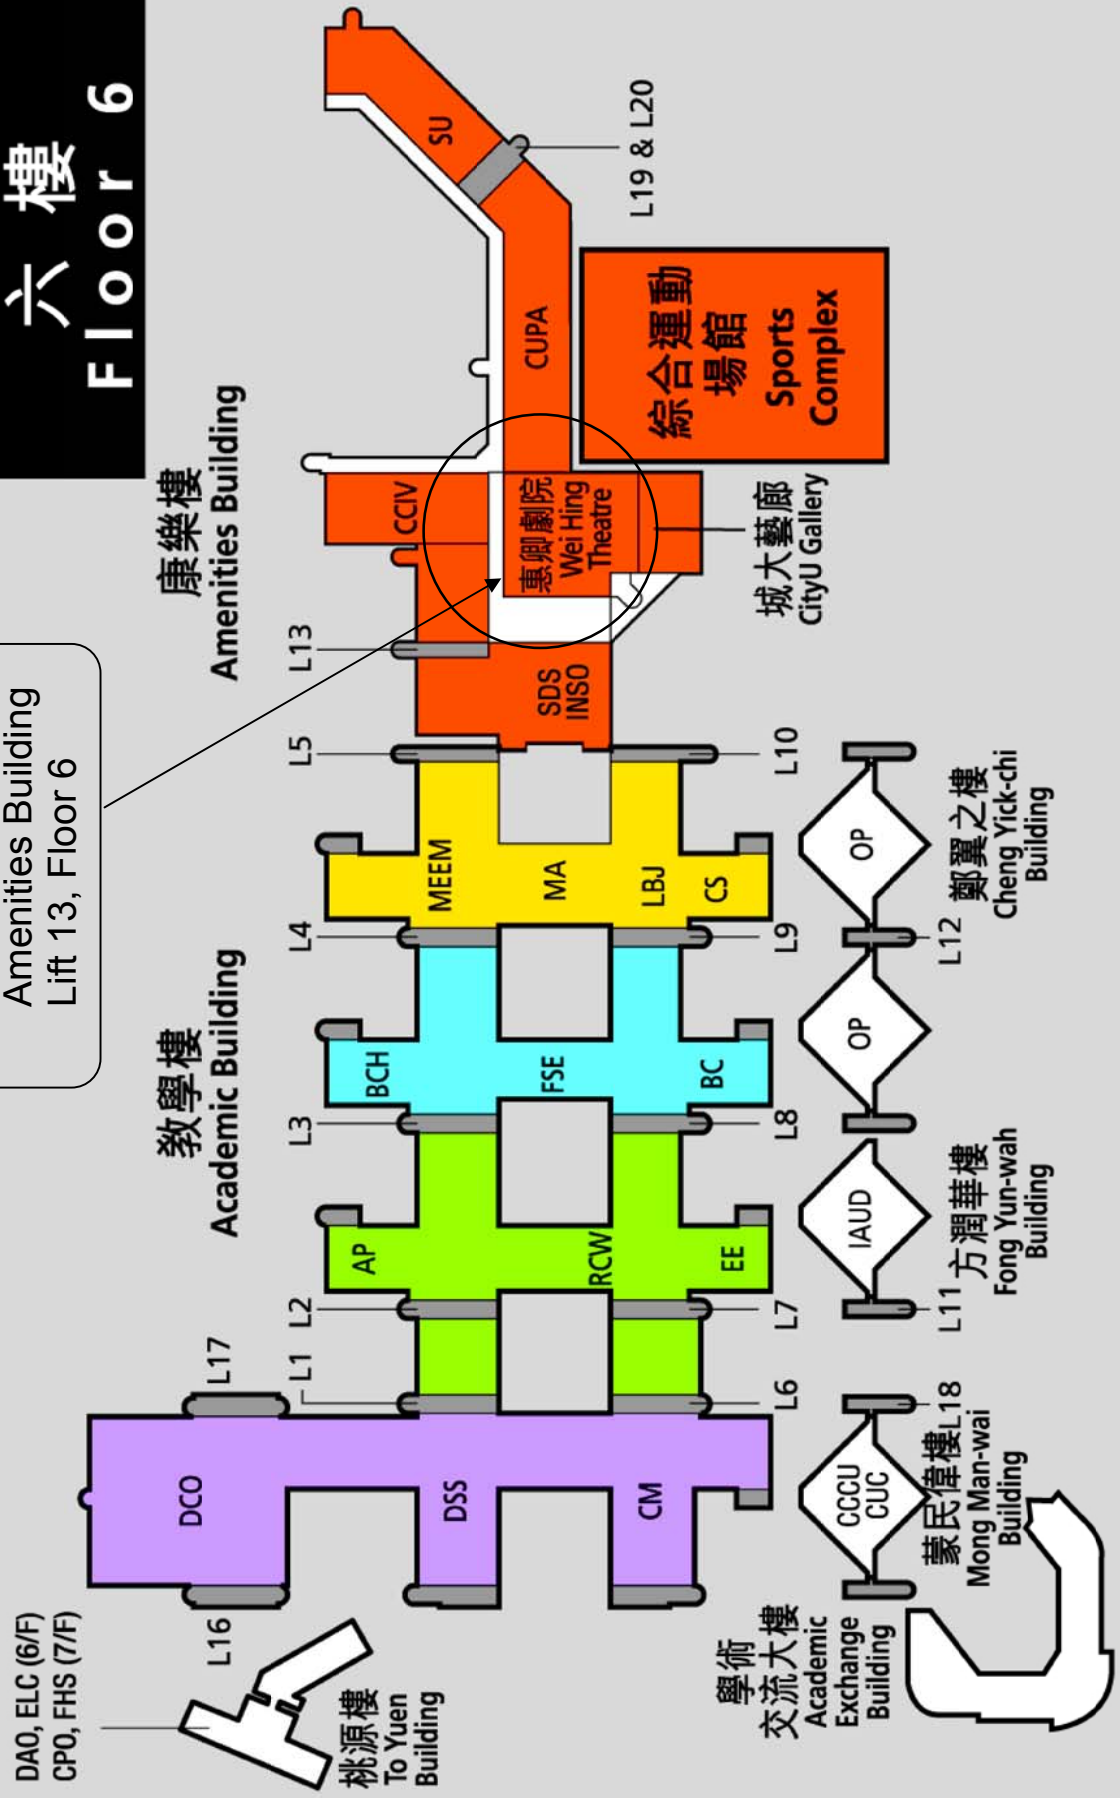 六樓
Floor 6
Amenities Building
Lift 13, Floor 6
康樂樓
Amenities Building
教學樓
Academic Building
DAO, ELC (6/F)
CPO, FHS (7/F)
桃源樓
To Yuen
Building
L16
L17
L1
L2
L3
L4
L5
L13
DCO
DSS
CM
AP
RCW
EE
BCH
FSE
BC
MEEM
MA
LBJ
CS
SDS
INSO
CCIV
惠卿劇院
Wei Hing
Theatre
CUPA
SU
L19 & L20
綜合運動
場館
Sports
Complex
城大藝廊
CityU Gallery
L6
L7
L8
L9
L10
學術
交流大樓
Academic
Exchange
Building
CCCU
CUC
L18
蒙民偉樓
Mong Man-wai
Building
IAUD
L11
方潤華樓
Fong Yun-wah
Building
OP
OP
L12
鄭翼之樓
Cheng Yick-chi
Building